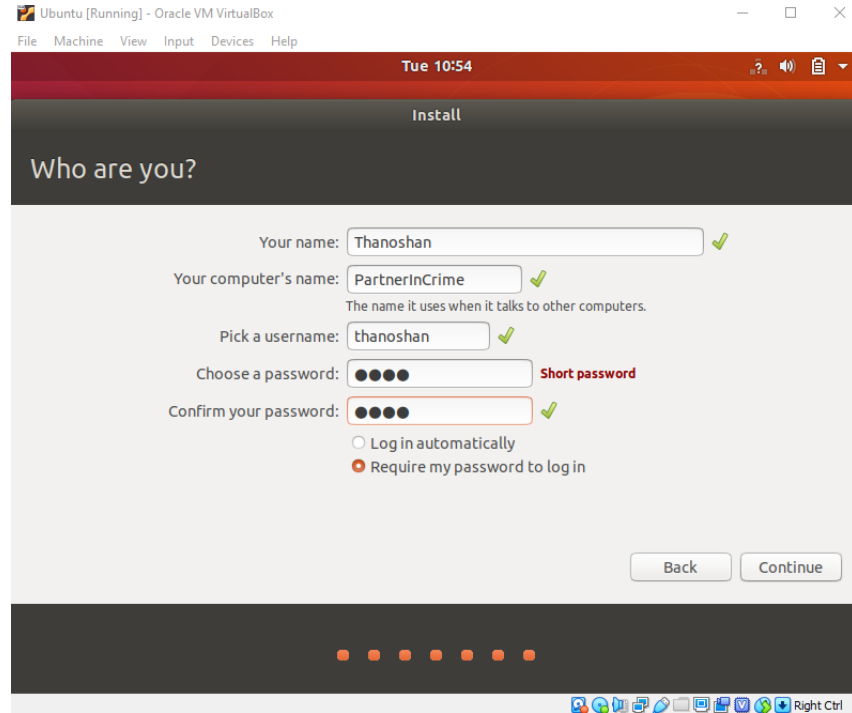 Ubuntu [Running] - Oracle VM VirtualBox
File Machine View Input Devices Help
Tue 10:54
Install
Who are you?
Your name: Thanoshan
Your computer's name: PartnerInCrime
The name it uses when it talks to other computers.
Pick a username: thanoshan
Choose a password: ●●●● Short password
Confirm your password: ●●●●
Log in automatically
Require my password to log in
Back Continue
Right Ctrl